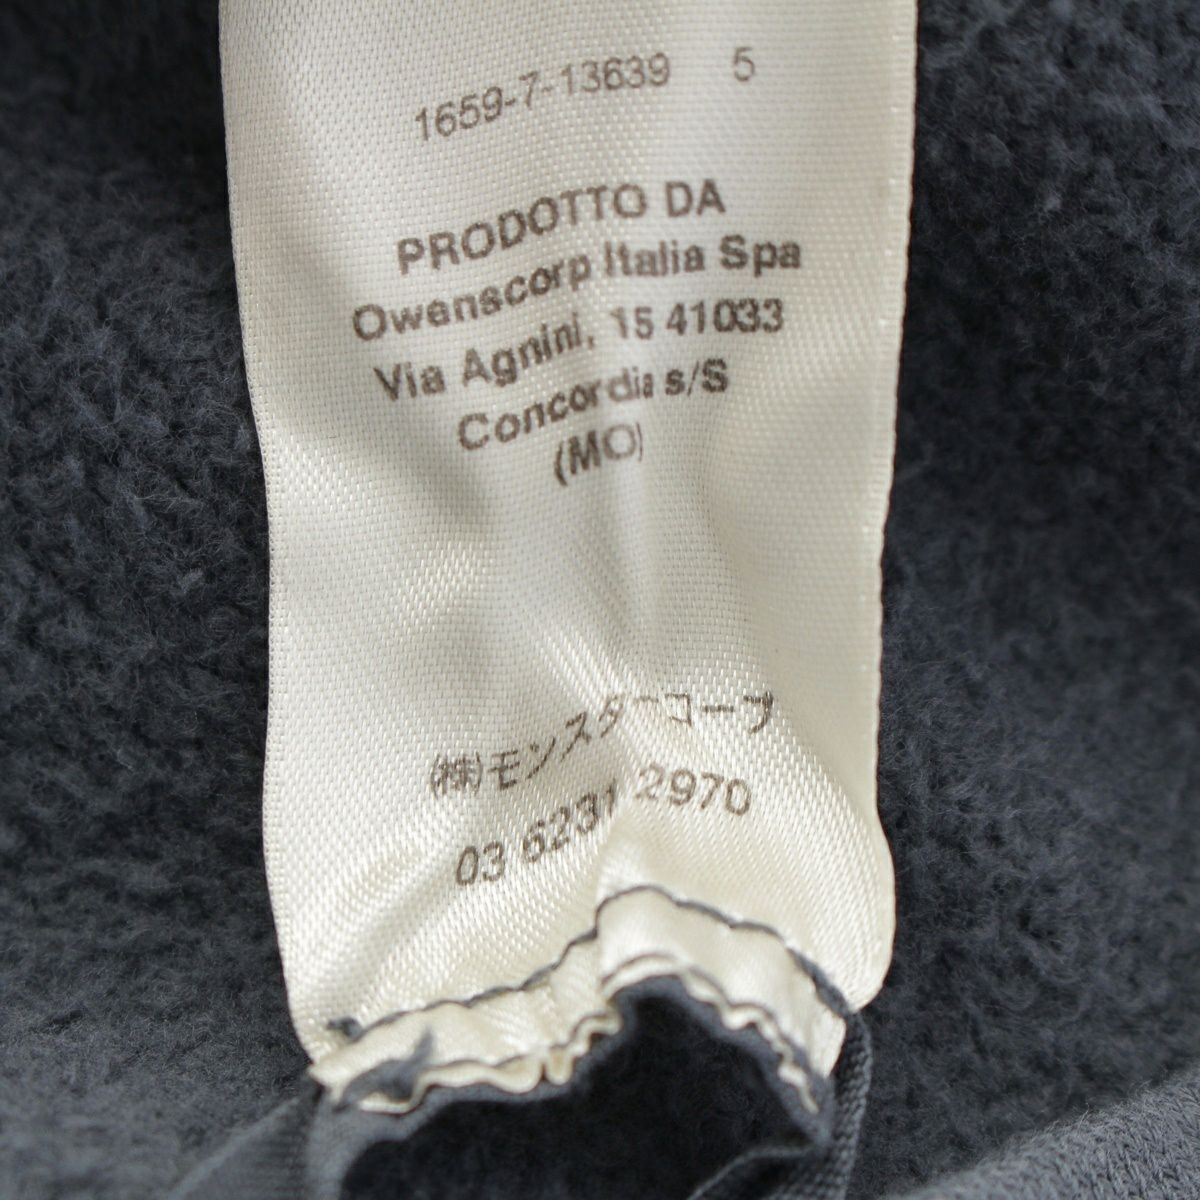 1659-7-13639 5
PRODOTTO DA
Owenscorp Italia Spa
Via Agnini, 15 41033
Concordia s/S
(MO)
㈱モンスターコープ
03 6231 2970